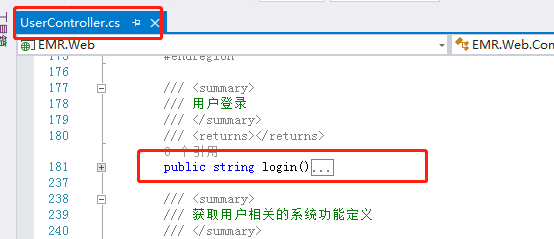 UserController.cs
EMR.Web
EMR.Web.Con
175
#endregion
176
177 /// <summary>
178 /// 用户登录
179 /// </summary>
180 /// <returns></returns>
0 个引用
181 public string login()...
237
238 /// <summary>
239 /// 获取用户相关的系统功能定义
240 /// </summary>